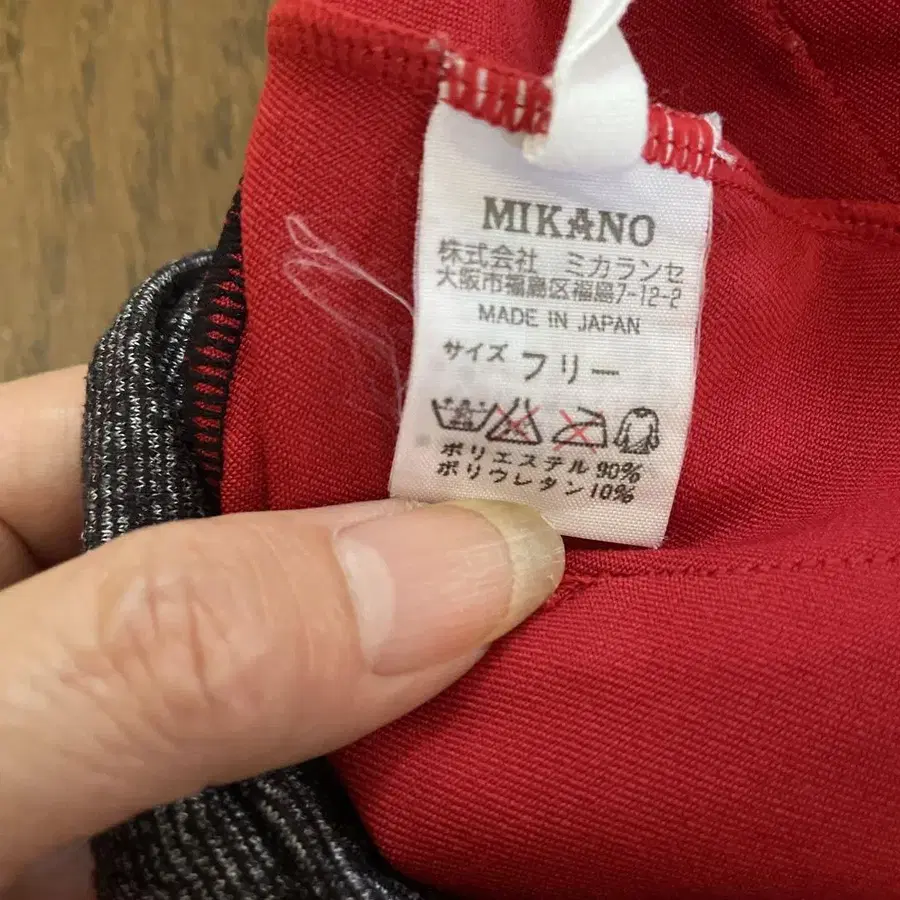 MIKANO
株式会社 ミカランセ
大阪市福島区福島7-12-2
MADE IN JAPAN
サイズ フリー
ポリエステル 90%
ポリウレタン 10%